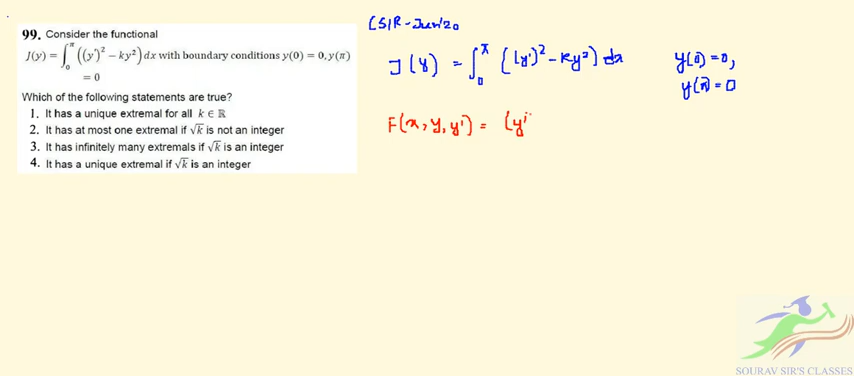 99. Consider the functional
J(y) = ∫₀^π ((y')² − ky²) dx with boundary conditions y(0) = 0, y(π)
= 0
Which of the following statements are true?
1. It has a unique extremal for all k ∈ ℝ
2. It has at most one extremal if √k is not an integer
3. It has infinitely many extremals if √k is an integer
4. It has a unique extremal if √k is an integer
CSIR - Jun'20
J(y) = ∫₀^π {(y')² − ky²} dx y(0) = 0,
y(π) = 0
F(x, y, y') = (y'
SOURAV SIR'S CLASSES